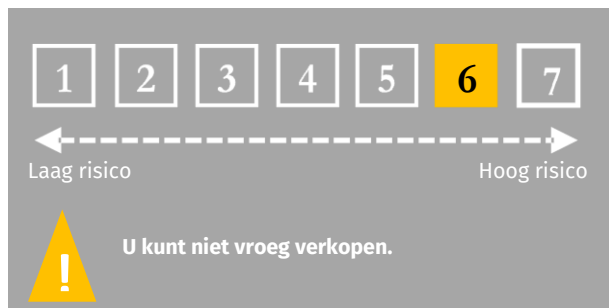 1 2 3 4 5 6 7
Laag risico Hoog risico
! U kunt niet vroeg verkopen.